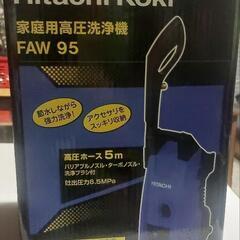 Hitachi Koki
家庭用高圧洗浄機
FAW 95
節水しながら
強力洗浄!
アクセサリを
スッキリ収納
高圧ホース5m
バリアブルノズル・ターボノズル・
洗浄ブラシ付
吐出圧力8.5MPa
HITACHI